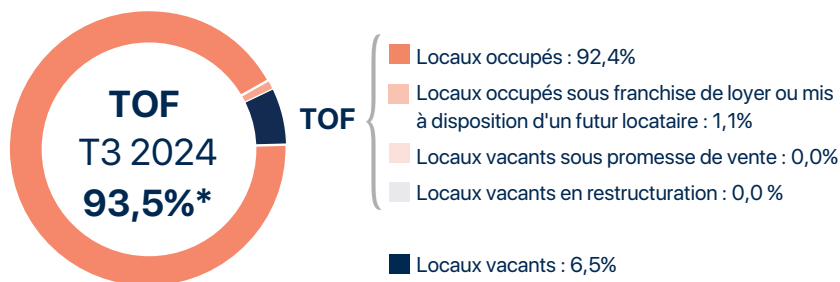 TOF
T3 2024
93,5%*
TOF
Locaux occupés : 92,4%
Locaux occupés sous franchise de loyer ou mis
à disposition d'un futur locataire : 1,1%
Locaux vacants sous promesse de vente : 0,0%
Locaux vacants en restructuration : 0,0 %
Locaux vacants : 6,5%